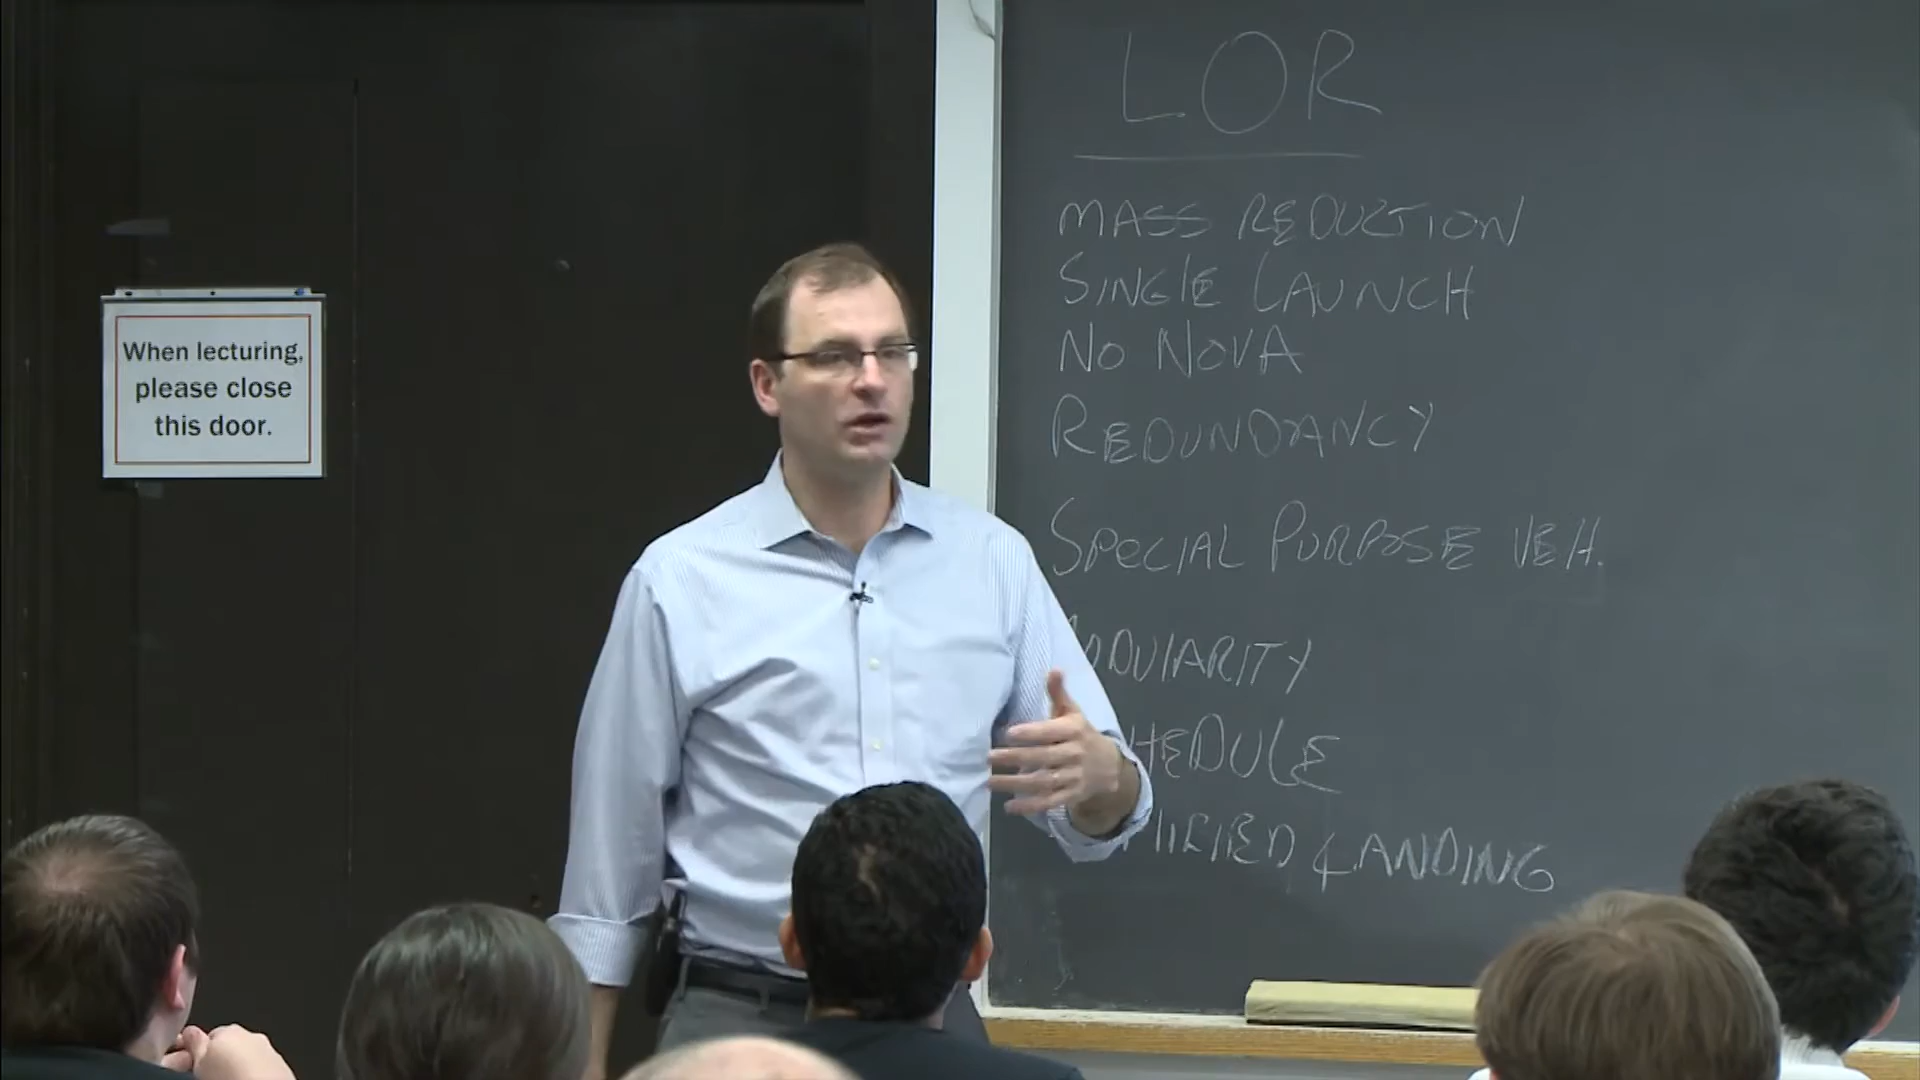 When lecturing,
please close
this door.
LOR
MASS REDUCTION
SINGLE LAUNCH
NO NOVA
REDUNDANCY
SPECIAL PURPOSE VEH.
LANDING